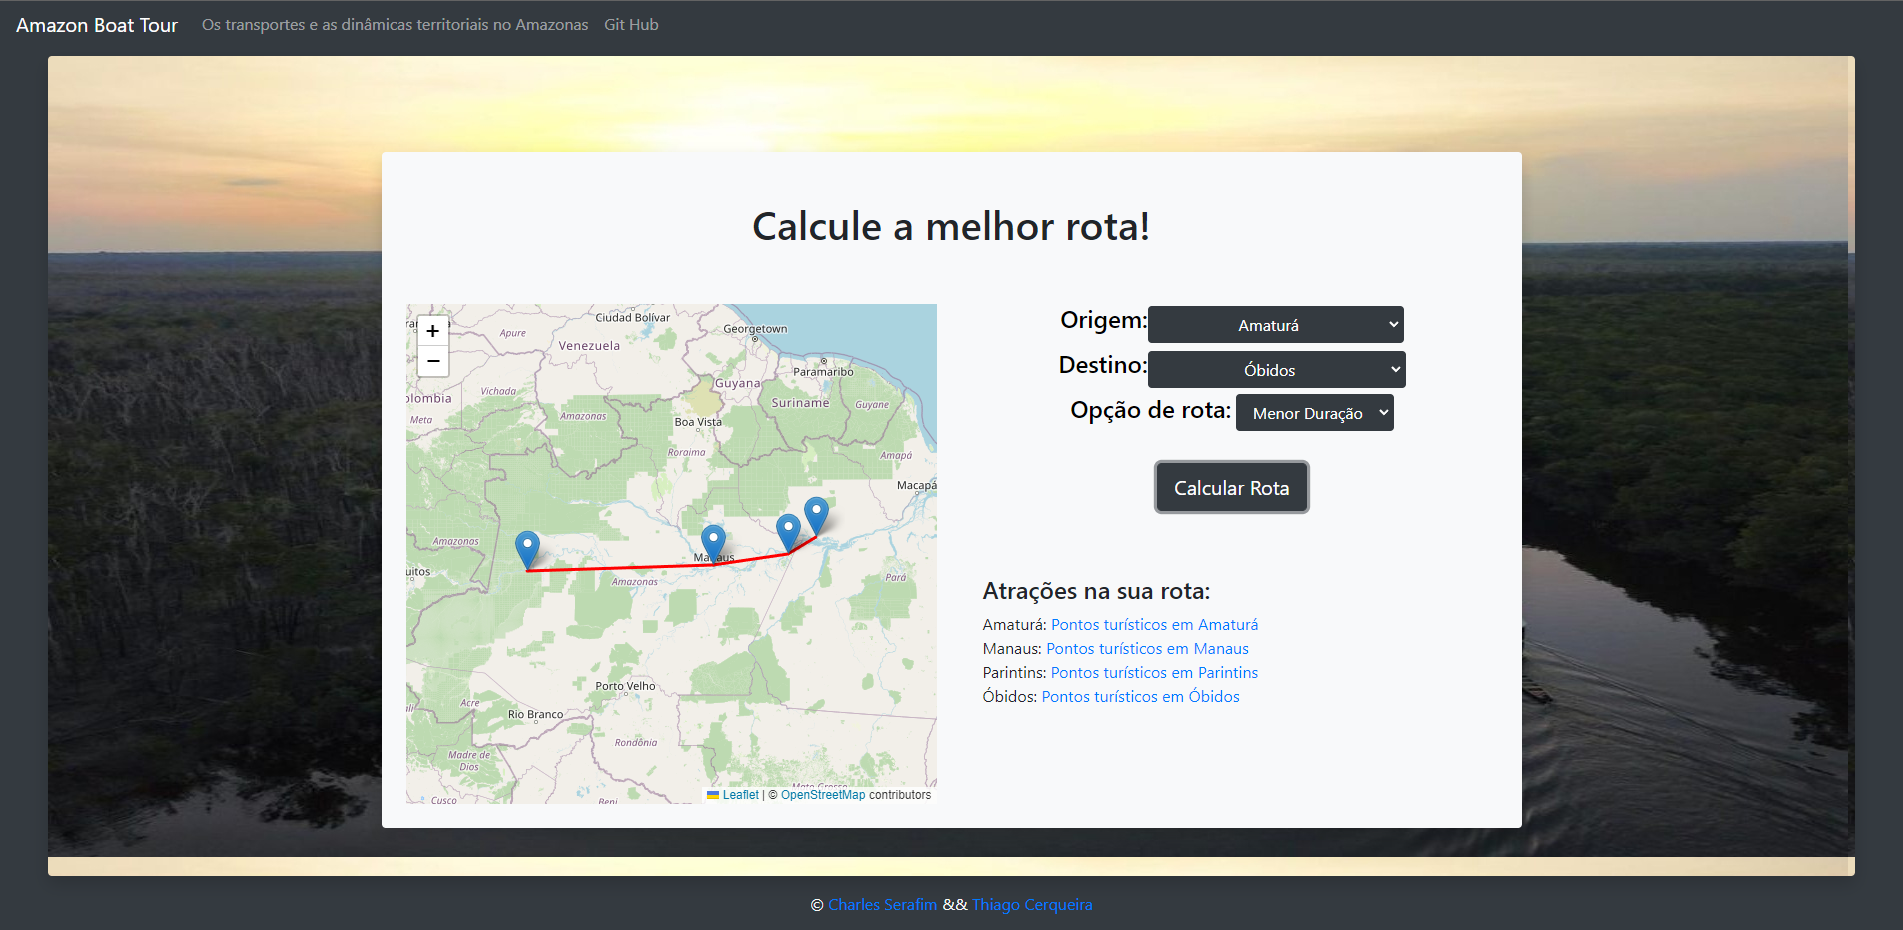 Amazon Boat Tour Os transportes e as dinâmicas territoriais no Amazonas Git Hub
Calcule a melhor rota!
+
−
Ciudad Bolívar
Apure
Georgetown
Venezuela
Paramaribo
Guyana
Vichada
olombia
Suriname
Guyane
Meta
Amazonas
Boa Vista
Roraima
Amapá
Macapá
Amazonas
Manaus
uitos
Amazonas
Pará
Porto Velho
Acre
Rio Branco
Rondônia
Madre de
Dios
Cusco
Beni
Mato Grosso
Leaflet | © OpenStreetMap contributors
Origem: Amaturá
Destino: Óbidos
Opção de rota: Menor Duração
Calcular Rota
Atrações na sua rota:
Amaturá: Pontos turísticos em Amaturá
Manaus: Pontos turísticos em Manaus
Parintins: Pontos turísticos em Parintins
Óbidos: Pontos turísticos em Óbidos
© Charles Serafim && Thiago Cerqueira